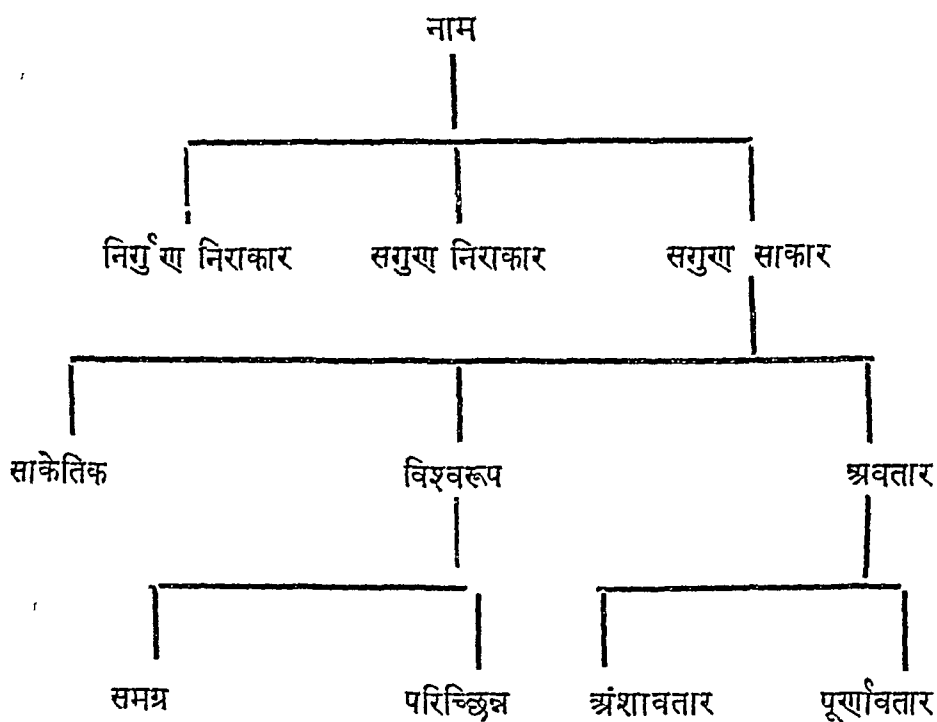 नाम
निर्गुण निराकार सगुण निराकार सगुण साकार
साकेतिक विश्वरूप अवतार
समग्र परिच्छिन्न अंशावतार पूर्णावतार